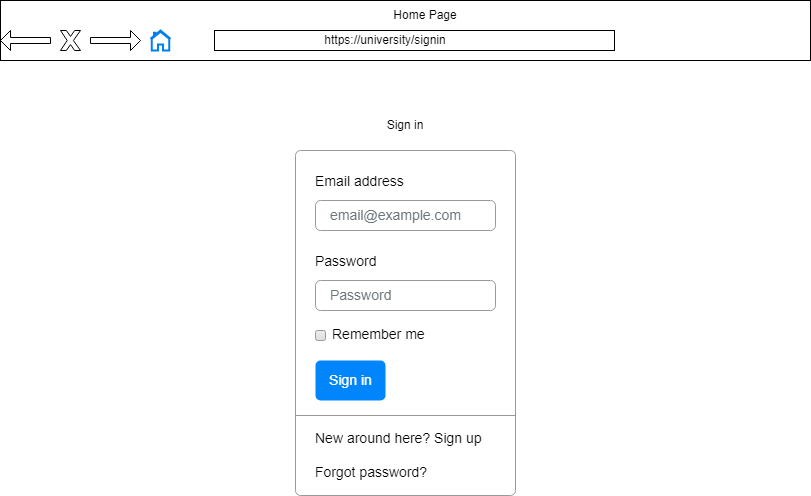 Home Page
X
https://university/signin
Sign in
Email address
email@example.com
Password
Password
Remember me
Sign in
New around here? Sign up
Forgot password?